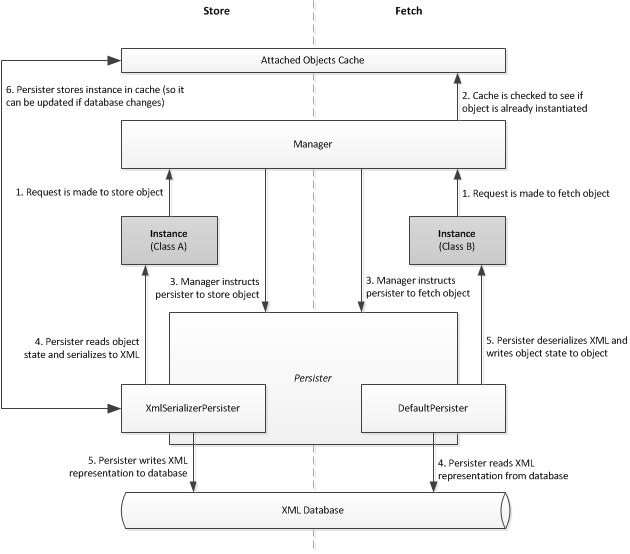 Store
Fetch
Attached Objects Cache
6. Persister stores instance in cache (so it
can be updated if database changes)
2. Cache is checked to see if
object is already instantiated
Manager
1. Request is made to store object
1. Request is made to fetch object
Instance
(Class A)
Instance
(Class B)
3. Manager instructs
persister to store object
3. Manager instructs
persister to fetch object
4. Persister reads object
state and serializes to XML
5. Persister deserializes XML and
writes object state to object
Persister
XmlSerializerPersister
DefaultPersister
5. Persister writes XML
representation to database
4. Persister reads XML
representation from database
XML Database